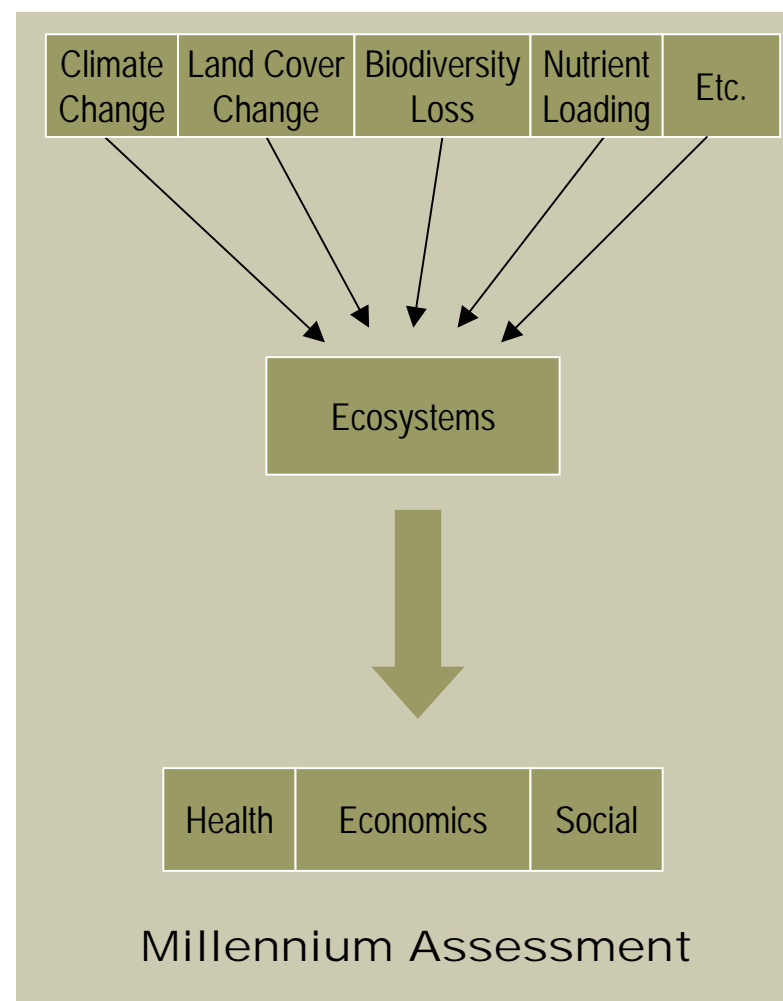 Climate Change
Land Cover Change
Biodiversity Loss
Nutrient Loading
Etc.
Ecosystems
Health
Economics
Social
Millennium Assessment